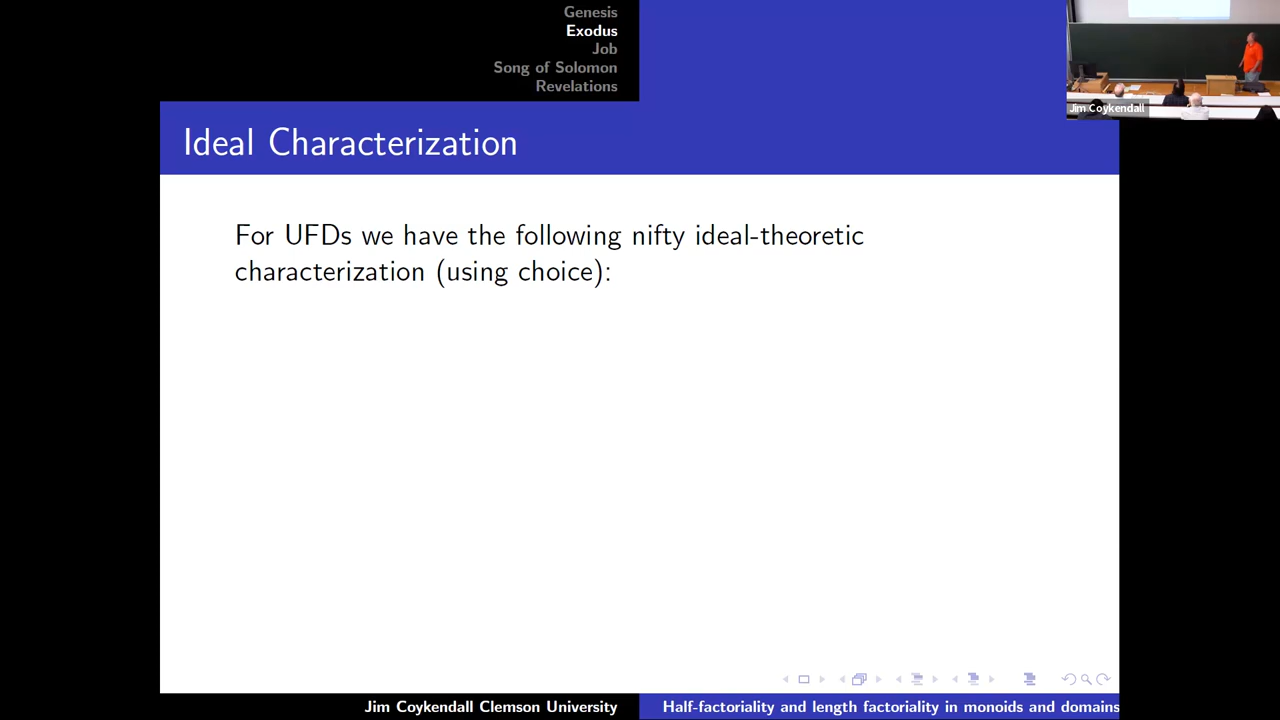 Genesis
Exodus
Job
Song of Solomon
Revelations
Jim Coykendall
Ideal Characterization
For UFDs we have the following nifty ideal-theoretic
characterization (using choice):
Jim Coykendall Clemson University
Half-factoriality and length factoriality in monoids and domains